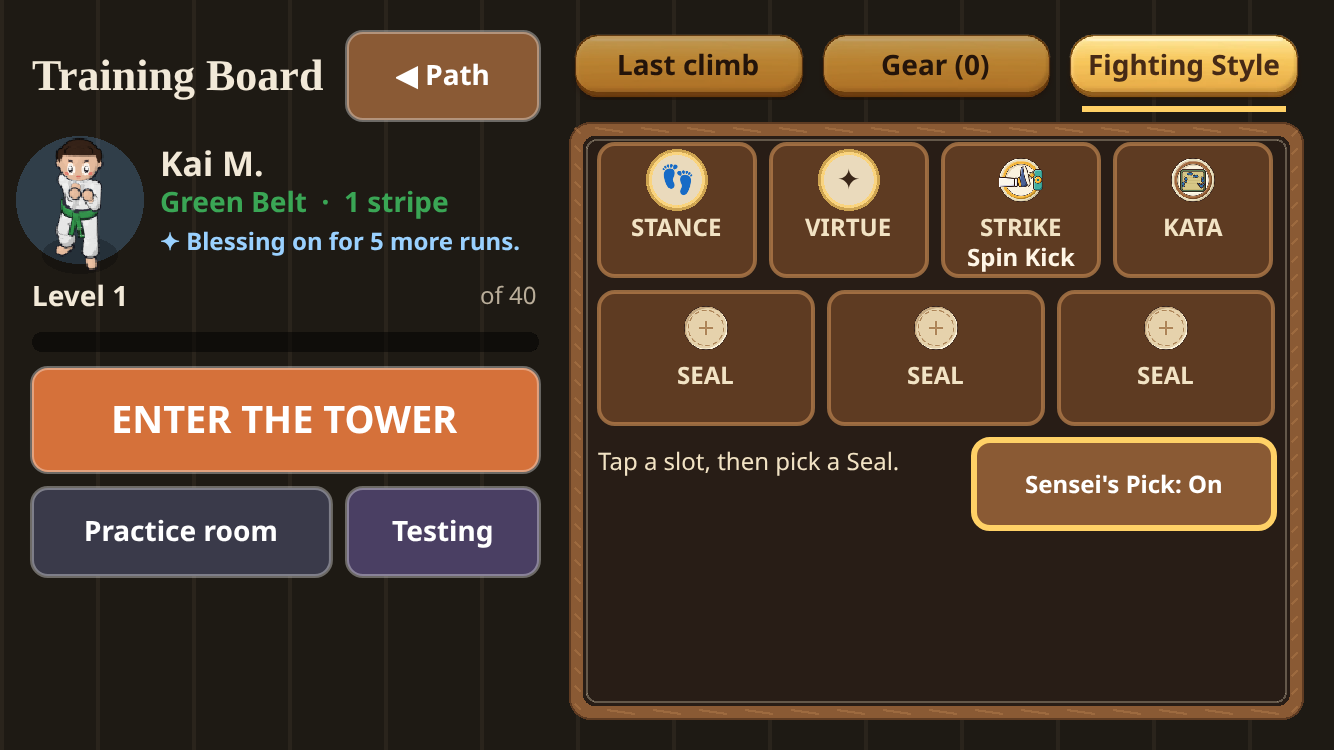 Training Board
◀ Path
Kai M.
Green Belt · 1 stripe
✦ Blessing on for 5 more runs.
Level 1
of 40
ENTER THE TOWER
Practice room
Testing
Last climb
Gear (0)
Fighting Style
STANCE
VIRTUE
STRIKE
Spin Kick
KATA
SEAL
SEAL
SEAL
Tap a slot, then pick a Seal.
Sensei's Pick: On